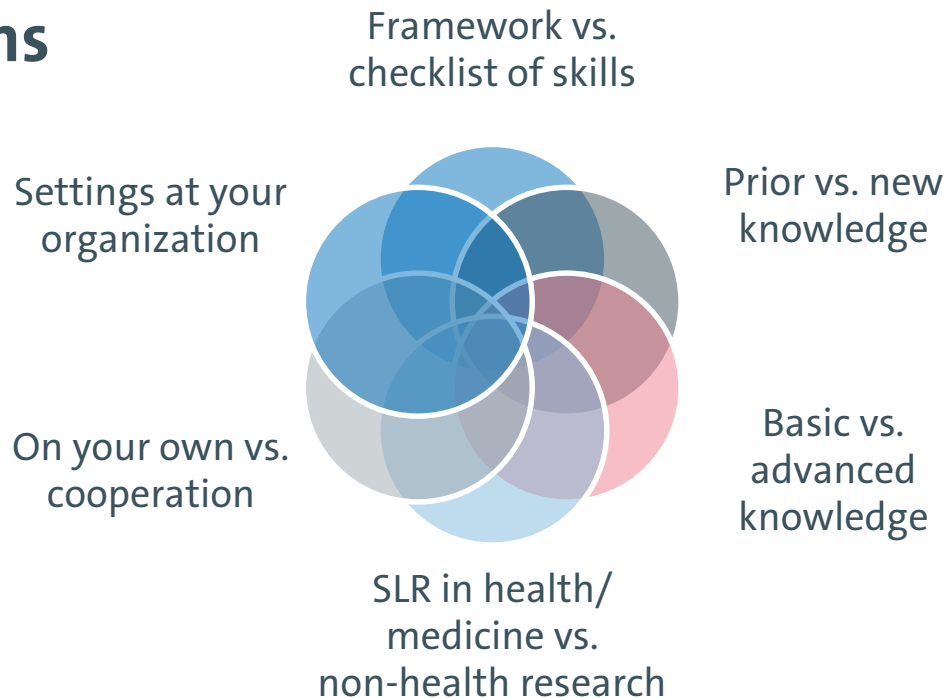 ns
Framework vs.
checklist of skills
Prior vs. new
knowledge
Basic vs.
advanced
knowledge
SLR in health/
medicine vs.
non-health research
On your own vs.
cooperation
Settings at your
organization